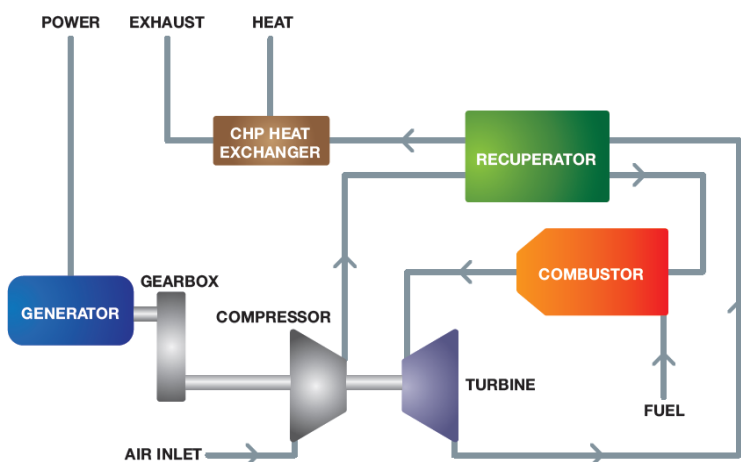 POWER
EXHAUST
HEAT
CHP HEAT
EXCHANGER
RECUPERATOR
COMBUSTOR
GEARBOX
GENERATOR
COMPRESSOR
TURBINE
FUEL
AIR INLET